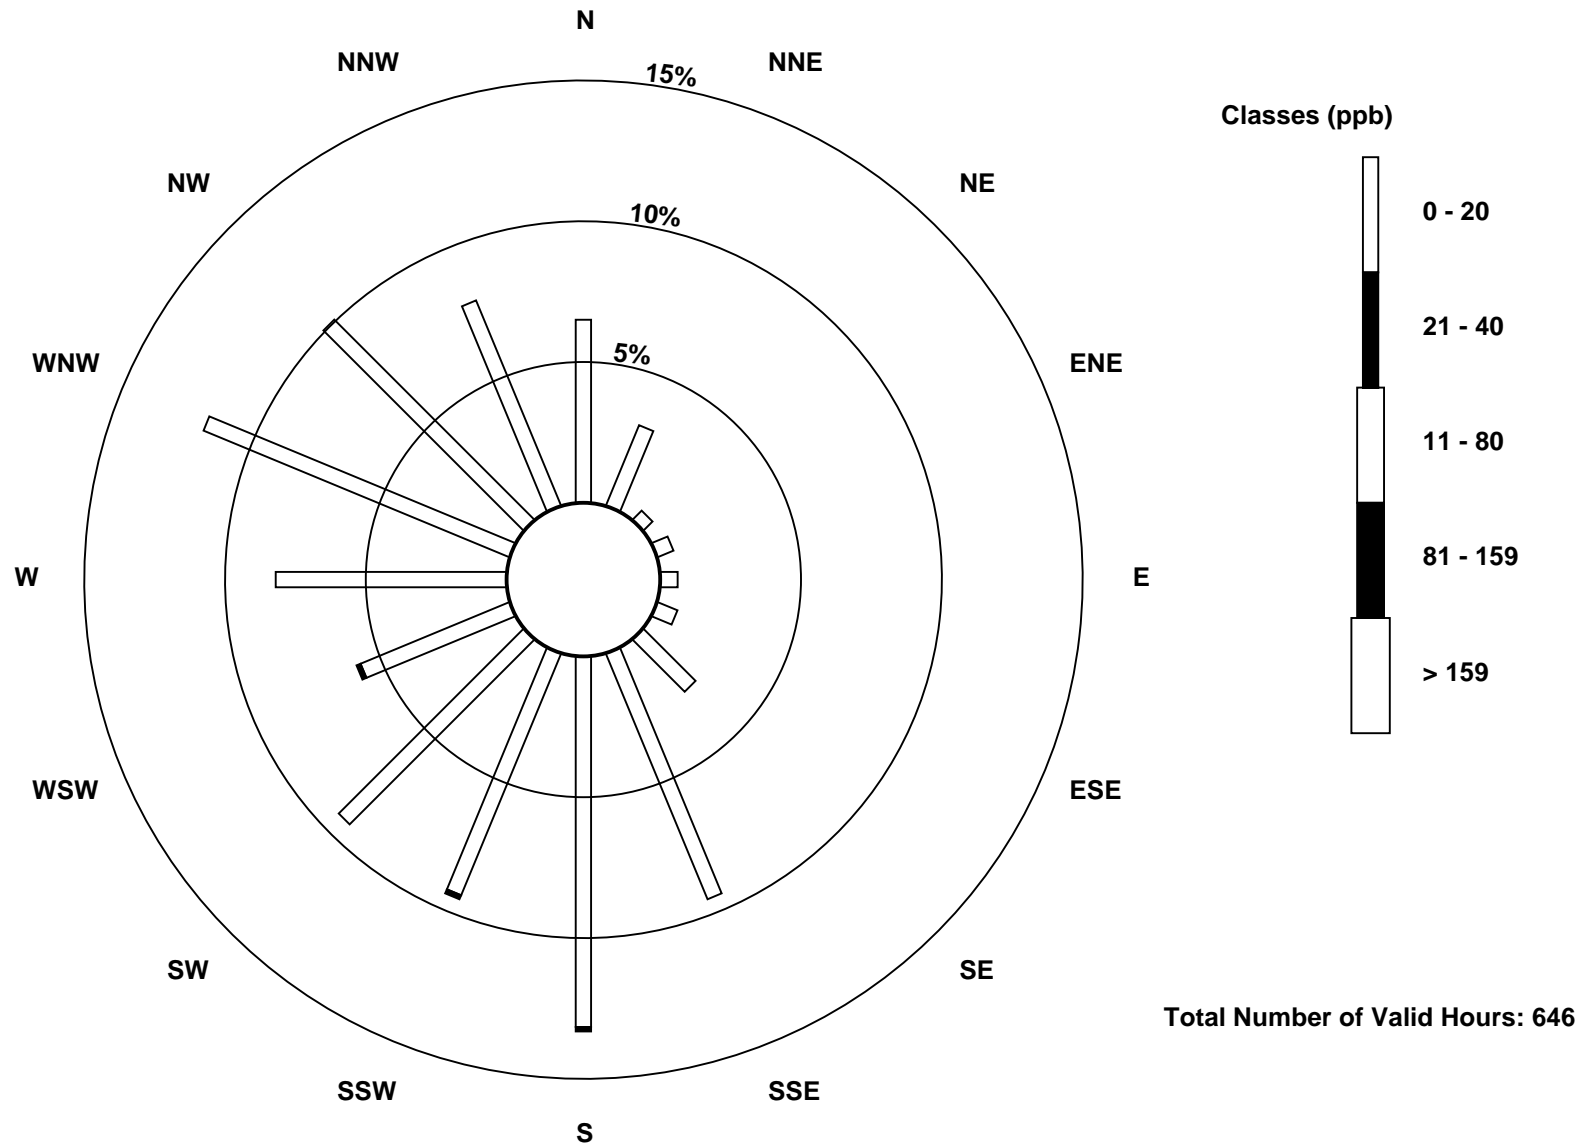 N
NNW
NNE
15%
Classes (ppb)
NW
NE
10%
0 - 20
21 - 40
5%
WNW
ENE
11 - 80
81 - 159
W
E
> 159
WSW
ESE
SW
SE
Total Number of Valid Hours: 646
SSW
SSE
S